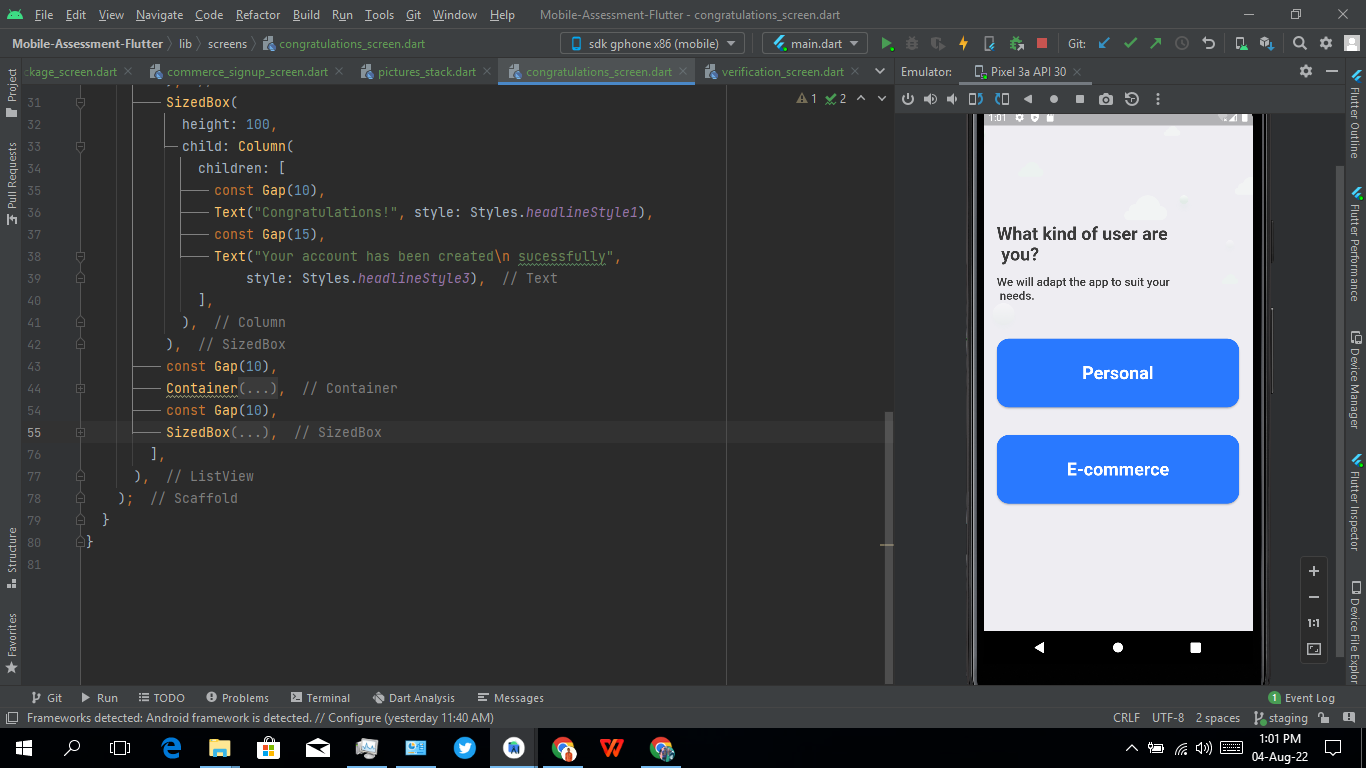 File Edit View Navigate Code Refactor Build Run Tools Git Window Help Mobile-Assessment-Flutter - congratulations_screen.dart
Mobile-Assessment-Flutter lib screens congratulations_screen.dart sdk gphone x86 (mobile) main.dart Git:
ckage_screen.dart commerce_signup_screen.dart pictures_stack.dart congratulations_screen.dart verification_screen.dart Emulator: Pixel 3a API 30
Project
Pull Requests
Structure
Favorites
1 2
31 SizedBox(
32 height: 100,
33 child: Column(
34 children: [
35 const Gap(10),
36 Text("Congratulations!", style: Styles.headlineStyle1),
37 const Gap(15),
38 Text("Your account has been created\n sucessfully",
39 style: Styles.headlineStyle3), // Text
40 ],
41 ), // Column
42 ), // SizedBox
43 const Gap(10),
44 Container(...), // Container
54 const Gap(10),
55 SizedBox(...), // SizedBox
76 ],
77 ), // ListView
78 ); // Scaffold
79 }
80 }
81
1:01
What kind of user are
you?
We will adapt the app to suit your
needs.
Personal
E-commerce
1:1
Flutter Outline
Flutter Performance
Device Manager
Flutter Inspector
Device File Explor
Git Run TODO Problems Terminal Dart Analysis Messages 1 Event Log
Frameworks detected: Android framework is detected. // Configure (yesterday 11:40 AM) CRLF UTF-8 2 spaces staging
1:01 PM
04-Aug-22